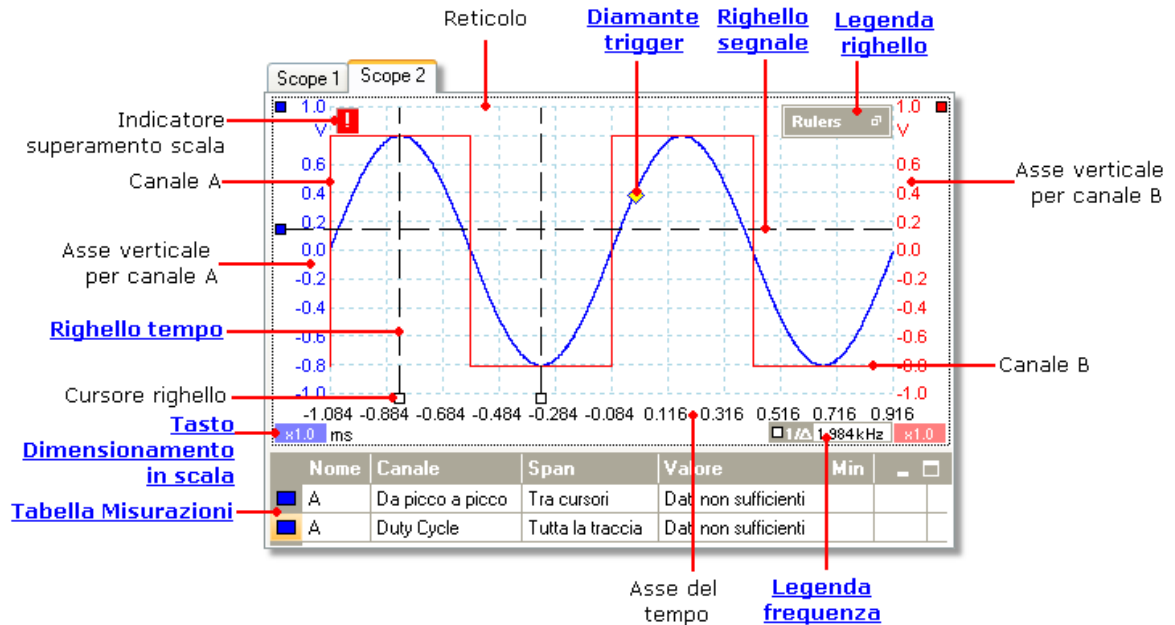 Reticolo
Diamante
trigger
Righello
segnale
Legenda
righello
Scope 1
Scope 2
Indicatore
superamento scala
Canale A
Asse verticale
per canale A
Righello tempo
Cursore righello
Tasto
Dimensionamento
in scala
Tabella Misurazioni
1.0
V
0.6
0.4
0.2
0.0
-0.2
-0.4
-0.6
-0.8
-1.0
Rulers
1.0
V
0.6
0.4
0.2
0.0
-0.2
-0.4
-0.6
-0.8
-1.0
Asse verticale
per canale B
Canale B
-1.084 -0.884 -0.684 -0.484 -0.284 -0.084 0.116 0.316 0.516 0.716 0.916
x1.0 ms
1/Δ 1.984kHz x1.0
Nome Canale Span Valore Min
A Da picco a picco Tra cursori Dati non sufficienti
A Duty Cycle Tutta la traccia Dati non sufficienti
Asse del
tempo
Legenda
frequenza